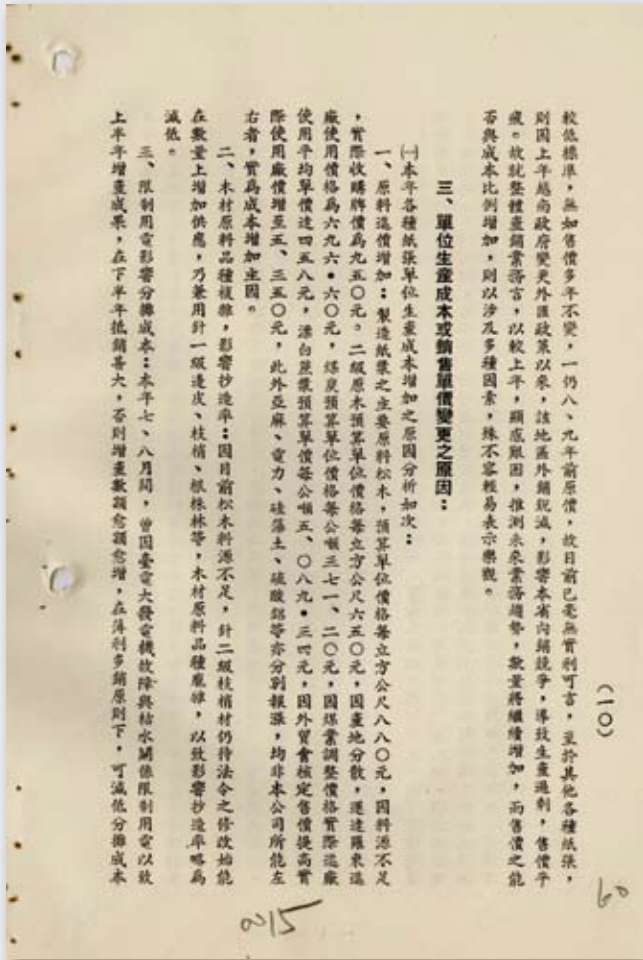 (一〇)
較低標準,無如售價多年不變,一仍八、九年前原價,故目前已毫無實利可言,至於其他各種紙張,
則因上年越南政府變更外匯政策以來,該地區外銷銳減,影響本省內銷競爭,導致生產過剩,售價平
疲。故就整體產銷業務言,以較上年,顯感艱困,推測未來業務趨勢,數量將繼續增加,而售價之能
否與成本比例增加,則以涉及多種因素,殊不容輕易表示樂觀。
三、單位生產成本或銷售單價變更之原因:
㈠本年各種紙張單位生產成本增加之原因分析如次:
一、原料造價增加:製造紙漿之主要原料松木,預算單位價格每立方公尺八八〇元,因料源不足
,實際收購牌價為九五〇元。二級原木預算單位價格每立方公尺六五〇元,因產地分散,運達羅東造
廠使用價格為六九六•六〇元,煤炭預算單位價格每公噸三七一、二〇元,因煤業調整價格實際造廠
使用平均單價達四五八元,漂白蔗漿預算單價每公噸五、〇八九•三四元,因外貿會核定售價提高實
際使用廠價增至五、三五〇元,此外亞麻、電力、硅藻土、硫酸鋁等亦分別報漲,均非本公司所能左
右者,實為成本增加主因。
二、木材原料品種複雜,影響抄造率:因目前松木料源不足,針二級枝梢材仍待法令之修改始能
在數量上增加供應,乃兼用針一級邊皮、枝梢、根株林等,木材原料品種龐雜,以致影響抄造率略為
減低。
三、限制用電影響分攤成本:本年七、八月間,曾因臺電大發電機故障與枯水關係限制用電以致
上半年增產成果,在下半年抵銷甚大,否則增產數額愈額愈增,在薄利多銷原則下,可減低分攤成本
60